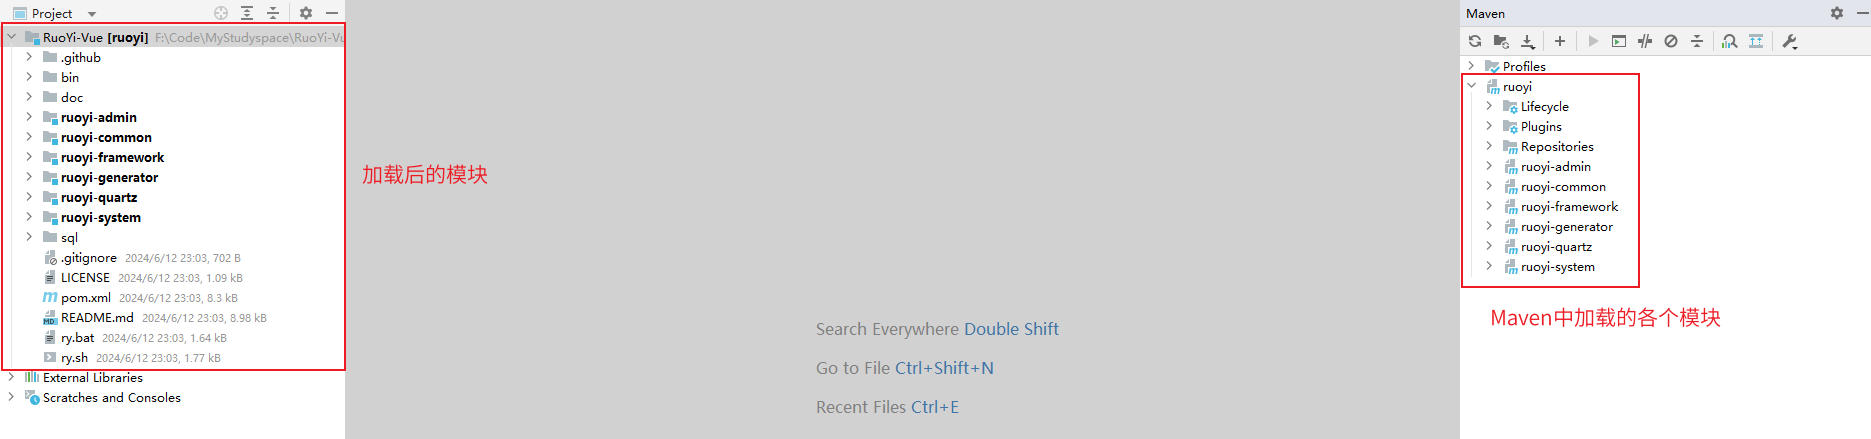 Project
RuoYi-Vue [ruoyi] F:\Code\MyStudyspace\RuoYi-Vu
.github
bin
doc
ruoyi-admin
ruoyi-common
ruoyi-framework
ruoyi-generator
ruoyi-quartz
ruoyi-system
sql
.gitignore 2024/6/12 23:03, 702 B
LICENSE 2024/6/12 23:03, 1.09 kB
pom.xml 2024/6/12 23:03, 8.3 kB
README.md 2024/6/12 23:03, 8.98 kB
ry.bat 2024/6/12 23:03, 1.64 kB
ry.sh 2024/6/12 23:03, 1.77 kB
External Libraries
Scratches and Consoles
加载后的模块
Search Everywhere Double Shift
Go to File Ctrl+Shift+N
Recent Files Ctrl+E
Maven
Profiles
ruoyi
Lifecycle
Plugins
Repositories
ruoyi-admin
ruoyi-common
ruoyi-framework
ruoyi-generator
ruoyi-quartz
ruoyi-system
Maven中加载的各个模块